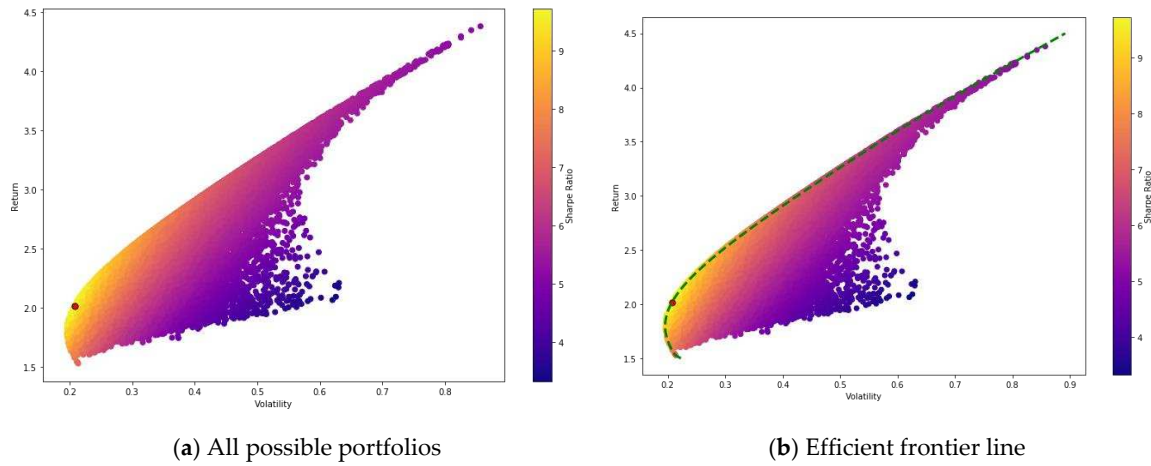 4.5
4.0
3.5
3.0
2.5
2.0
1.5
Return
0.2 0.3 0.4 0.5 0.6 0.7 0.8
Volatility
9
8
7
6
5
4
Sharpe Ratio
(a) All possible portfolios
4.5
4.0
3.5
3.0
2.5
2.0
1.5
Return
0.2 0.3 0.4 0.5 0.6 0.7 0.8 0.9
Volatility
9
8
7
6
5
4
Sharpe Ratio
(b) Efficient frontier line